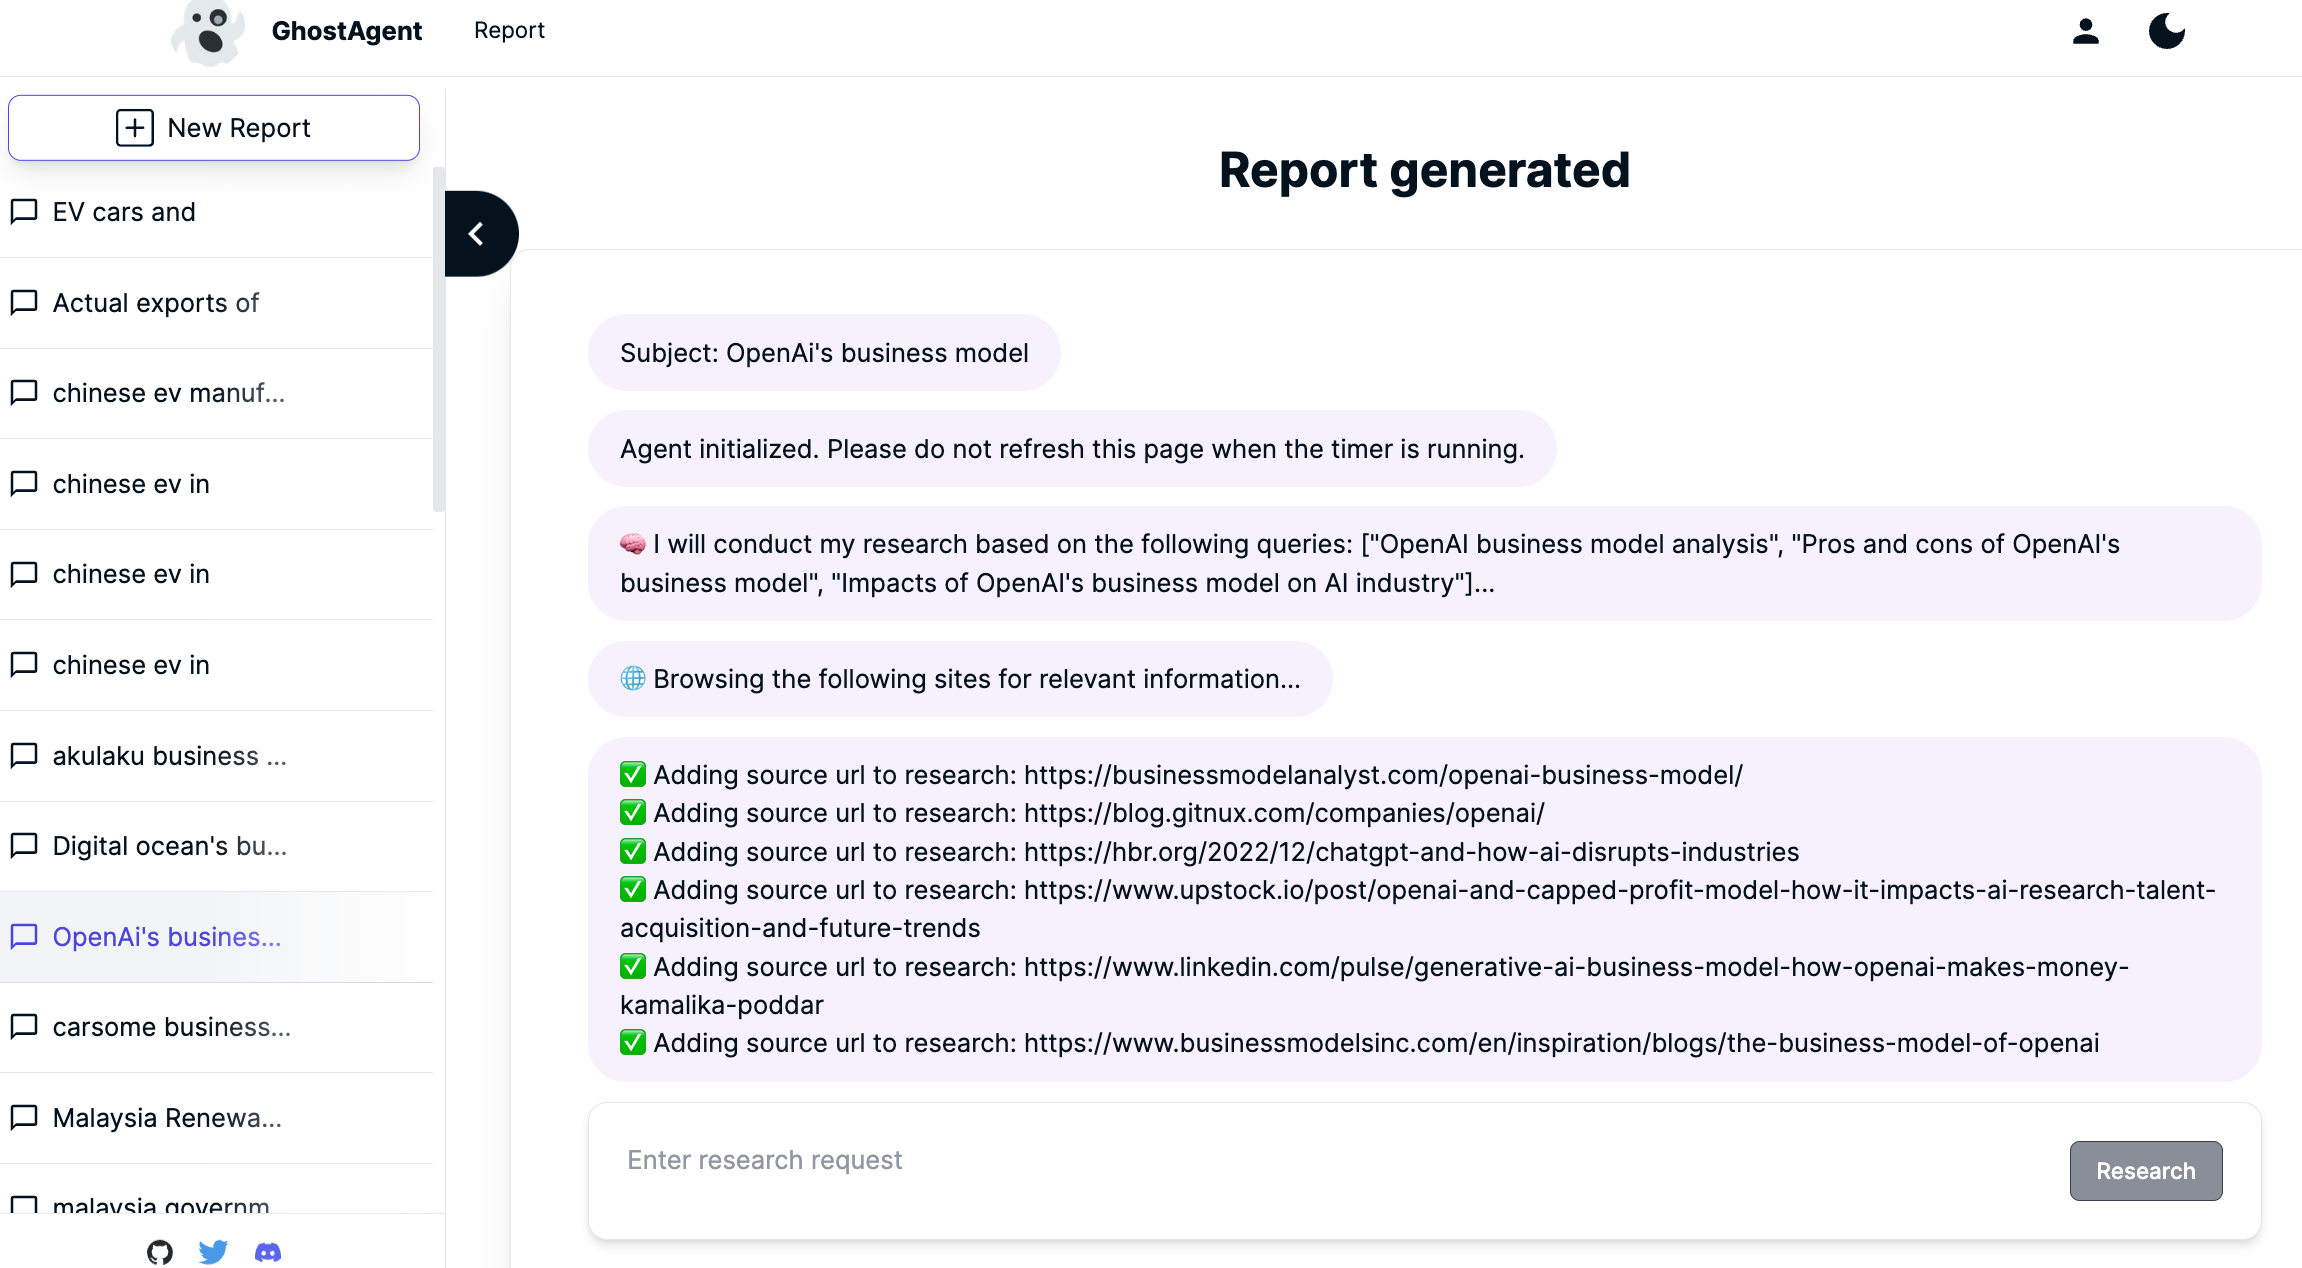 GhostAgent
Report
New Report
EV cars and
Actual exports of
chinese ev manuf...
chinese ev in
chinese ev in
chinese ev in
akulaku business ...
Digital ocean's bu...
OpenAi's busines...
carsome business...
Malaysia Renewa...
malaysia governm
Report generated
Subject: OpenAi's business model
Agent initialized. Please do not refresh this page when the timer is running.
🧠 I will conduct my research based on the following queries: ["OpenAI business model analysis", "Pros and cons of OpenAI's
business model", "Impacts of OpenAI's business model on AI industry"]...
🌐 Browsing the following sites for relevant information...
✅ Adding source url to research: https://businessmodelanalyst.com/openai-business-model/
✅ Adding source url to research: https://blog.gitnux.com/companies/openai/
✅ Adding source url to research: https://hbr.org/2022/12/chatgpt-and-how-ai-disrupts-industries
✅ Adding source url to research: https://www.upstock.io/post/openai-and-capped-profit-model-how-it-impacts-ai-research-talent-
acquisition-and-future-trends
✅ Adding source url to research: https://www.linkedin.com/pulse/generative-ai-business-model-how-openai-makes-money-
kamalika-poddar
✅ Adding source url to research: https://www.businessmodelsinc.com/en/inspiration/blogs/the-business-model-of-openai
Enter research request
Research